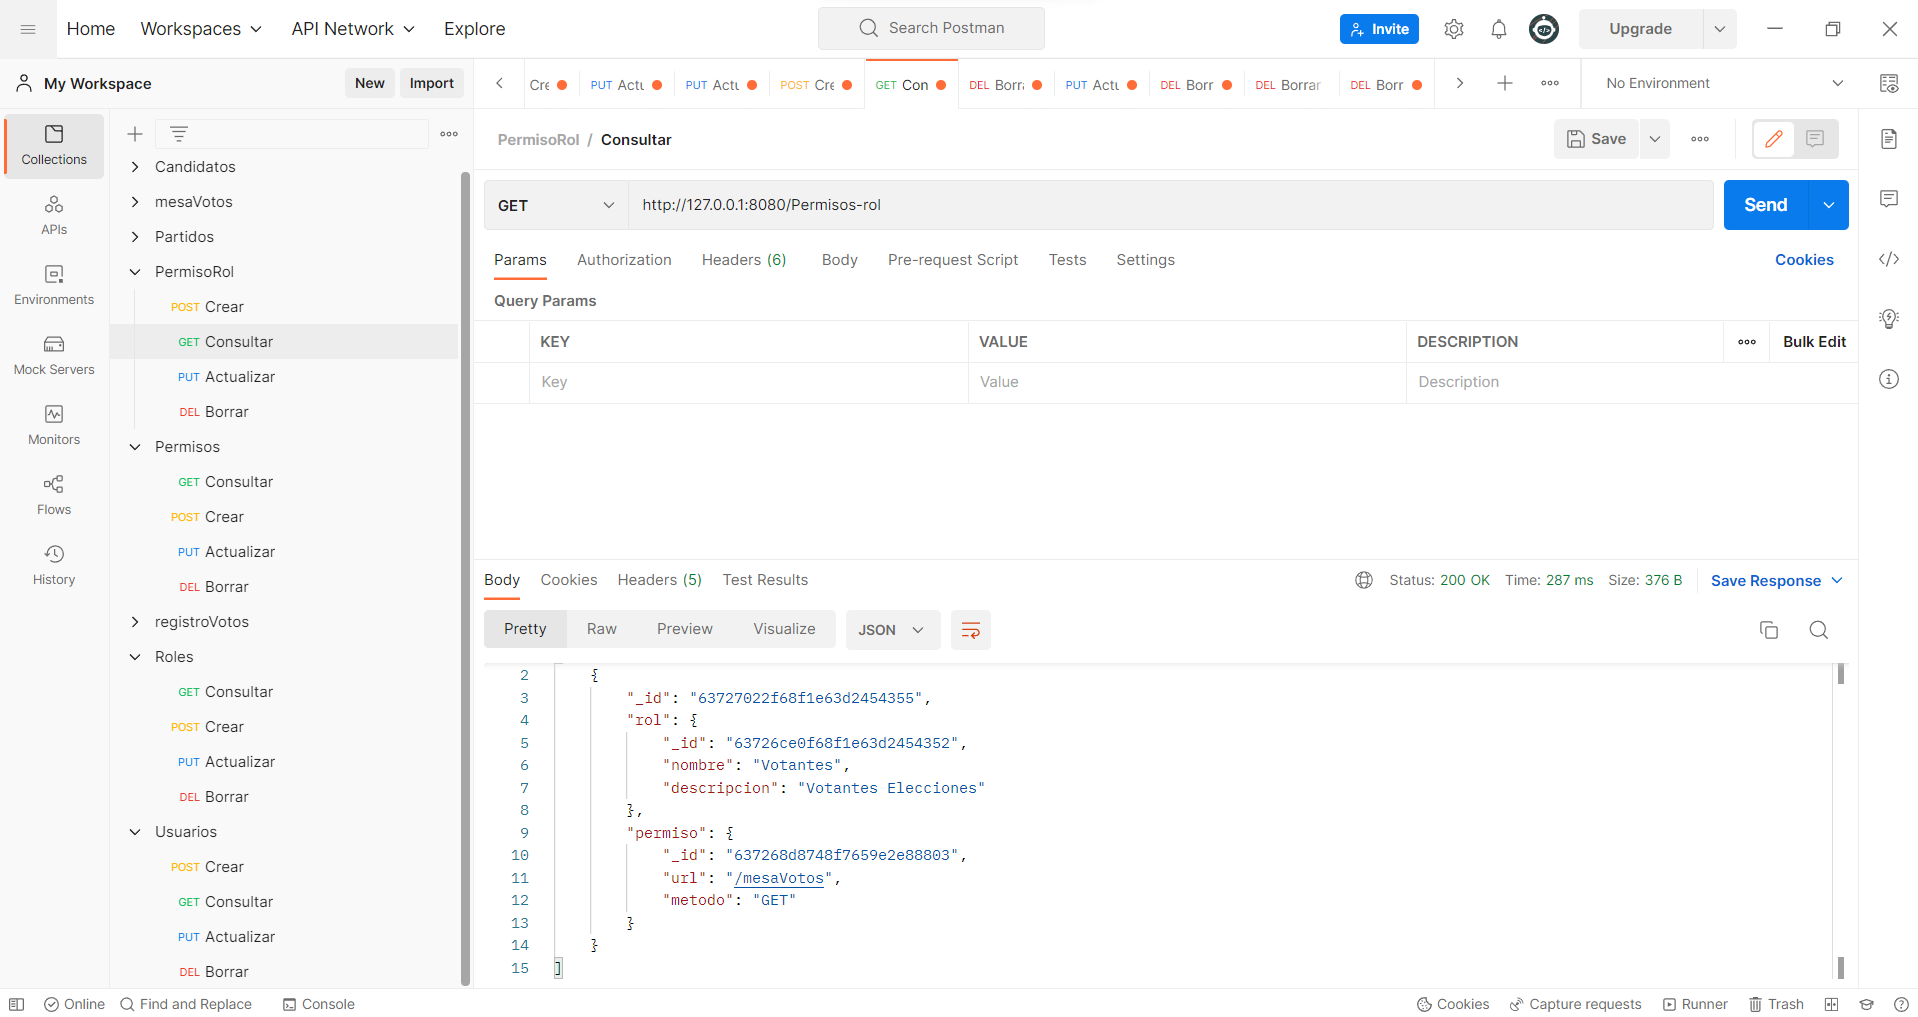 Home Workspaces API Network Explore Search Postman Invite Upgrade
My Workspace New Import Cre PUT Actu PUT Actu POST Cre GET Con DEL Borra PUT Actu DEL Borr DEL Borrar DEL Borr No Environment
Collections
APIs
Environments
Mock Servers
Monitors
Flows
History
Candidatos
mesaVotos
Partidos
PermisoRol
POST Crear
GET Consultar
PUT Actualizar
DEL Borrar
Permisos
GET Consultar
POST Crear
PUT Actualizar
DEL Borrar
registroVotos
Roles
GET Consultar
POST Crear
PUT Actualizar
DEL Borrar
Usuarios
POST Crear
GET Consultar
PUT Actualizar
DEL Borrar
PermisoRol / Consultar Save
GET http://127.0.0.1:8080/Permisos-rol Send
Params Authorization Headers (6) Body Pre-request Script Tests Settings Cookies
Query Params
KEY VALUE DESCRIPTION Bulk Edit
Key Value Description
Body Cookies Headers (5) Test Results Status: 200 OK Time: 287 ms Size: 376 B Save Response
Pretty Raw Preview Visualize JSON
2 {
3 "_id": "63727022f68f1e63d2454355",
4 "rol": {
5 "_id": "63726ce0f68f1e63d2454352",
6 "nombre": "Votantes",
7 "descripcion": "Votantes Elecciones"
8 },
9 "permiso": {
10 "_id": "637268d8748f7659e2e88803",
11 "url": "/mesaVotos",
12 "metodo": "GET"
13 }
14 }
15 ]
Online Find and Replace Console Cookies Capture requests Runner Trash